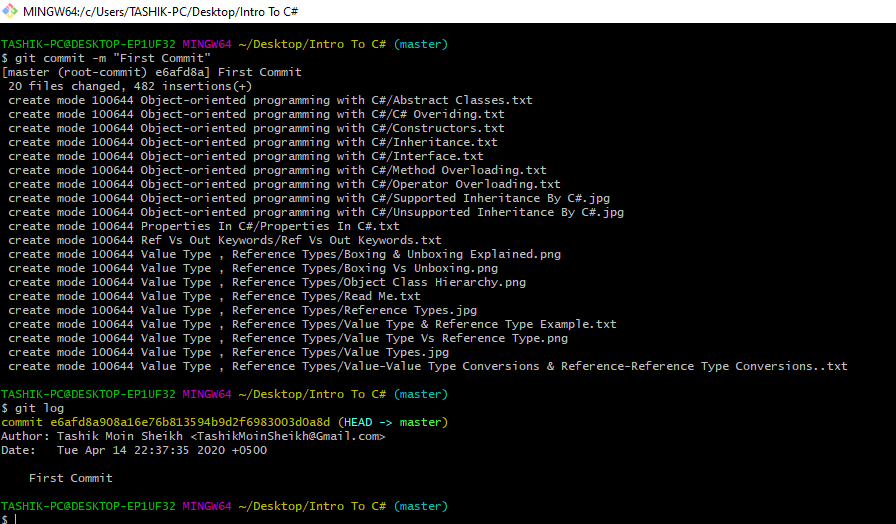 MINGW64:/c/Users/TASHIK-PC/Desktop/Intro To C#
TASHIK-PC@DESKTOP-EP1UF32 MINGW64 ~/Desktop/Intro To C# (master)
$ git commit -m "First Commit"
[master (root-commit) e6afd8a] First Commit
 20 files changed, 482 insertions(+)
 create mode 100644 Object-oriented programming with C#/Abstract Classes.txt
 create mode 100644 Object-oriented programming with C#/C# Overiding.txt
 create mode 100644 Object-oriented programming with C#/Constructors.txt
 create mode 100644 Object-oriented programming with C#/Inheritance.txt
 create mode 100644 Object-oriented programming with C#/Interface.txt
 create mode 100644 Object-oriented programming with C#/Method Overloading.txt
 create mode 100644 Object-oriented programming with C#/Operator Overloading.txt
 create mode 100644 Object-oriented programming with C#/Supported Inheritance By C#.jpg
 create mode 100644 Object-oriented programming with C#/Unsupported Inheritance By C#.jpg
 create mode 100644 Properties In C#/Properties In C#.txt
 create mode 100644 Ref Vs Out Keywords/Ref Vs Out Keywords.txt
 create mode 100644 Value Type , Reference Types/Boxing & Unboxing Explained.png
 create mode 100644 Value Type , Reference Types/Boxing Vs Unboxing.png
 create mode 100644 Value Type , Reference Types/Object Class Hierarchy.png
 create mode 100644 Value Type , Reference Types/Read Me.txt
 create mode 100644 Value Type , Reference Types/Reference Types.jpg
 create mode 100644 Value Type , Reference Types/Value Type & Reference Type Example.txt
 create mode 100644 Value Type , Reference Types/Value Type Vs Reference Type.png
 create mode 100644 Value Type , Reference Types/Value Types.jpg
 create mode 100644 Value Type , Reference Types/Value-Value Type Conversions & Reference-Reference Type Conversions..txt
TASHIK-PC@DESKTOP-EP1UF32 MINGW64 ~/Desktop/Intro To C# (master)
$ git log
commit e6afd8a908a16e76b813594b9d2f6983003d0a8d (HEAD -> master)
Author: Tashik Moin Sheikh <TashikMoinSheikh@Gmail.com>
Date:   Tue Apr 14 22:37:35 2020 +0500
    First Commit
TASHIK-PC@DESKTOP-EP1UF32 MINGW64 ~/Desktop/Intro To C# (master)
$